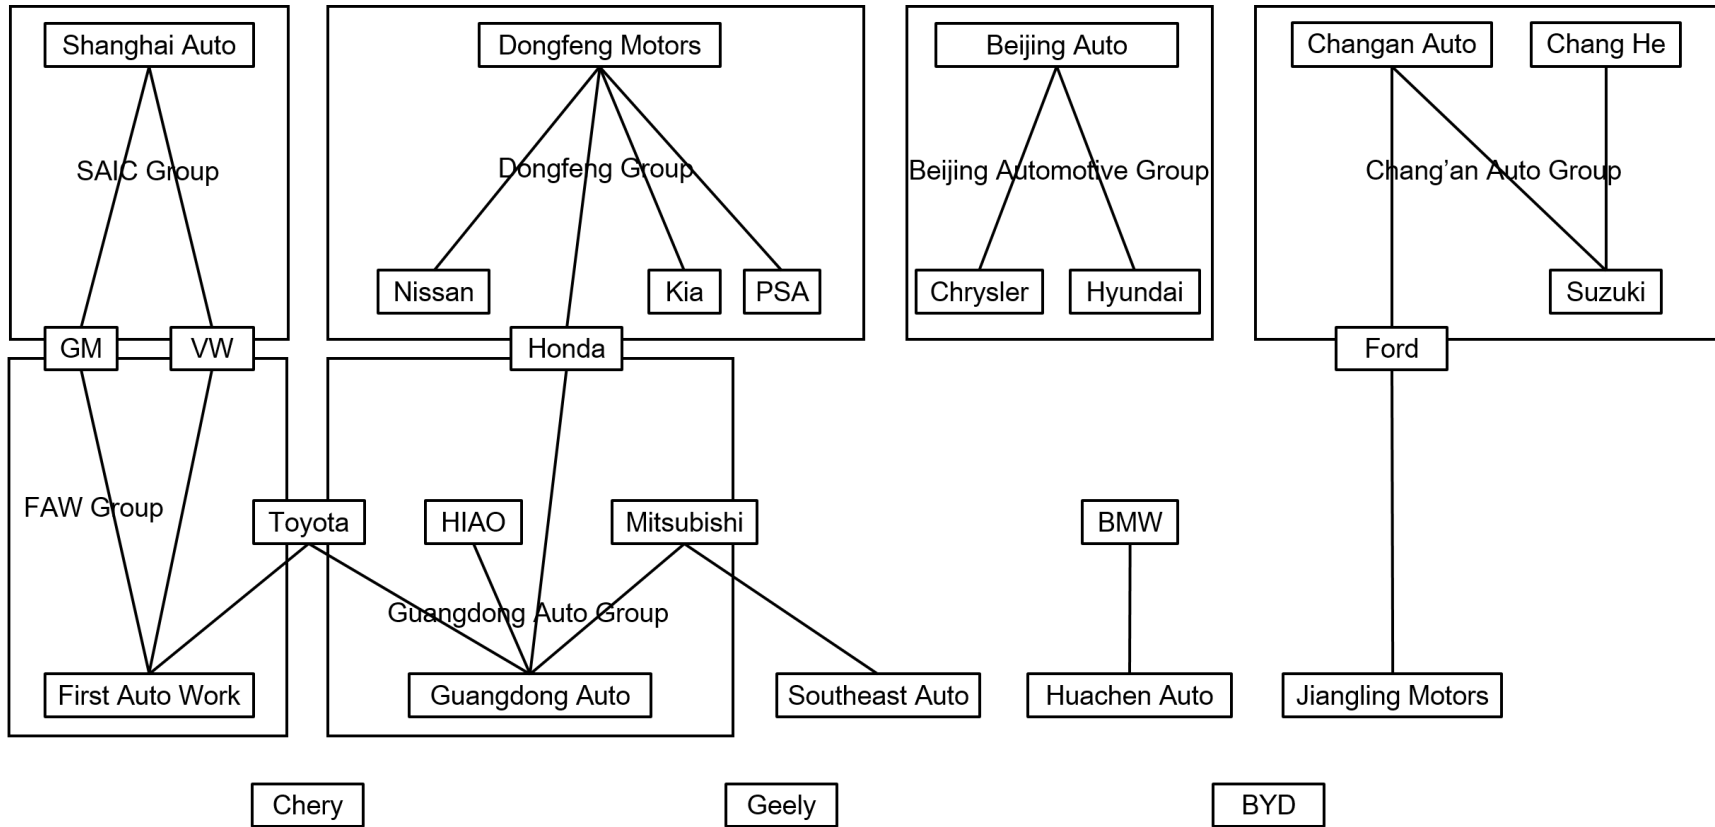 Shanghai Auto
Dongfeng Motors
Beijing Auto
Changan Auto
Chang He
SAIC Group
Dongfeng Group
Beijing Automotive Group
Chang’an Auto Group
Nissan
Kia
PSA
Chrysler
Hyundai
Suzuki
GM
VW
Honda
Ford
FAW Group
Toyota
HIAO
Mitsubishi
BMW
Guangdong Auto Group
First Auto Work
Guangdong Auto
Southeast Auto
Huachen Auto
Jiangling Motors
Chery
Geely
BYD